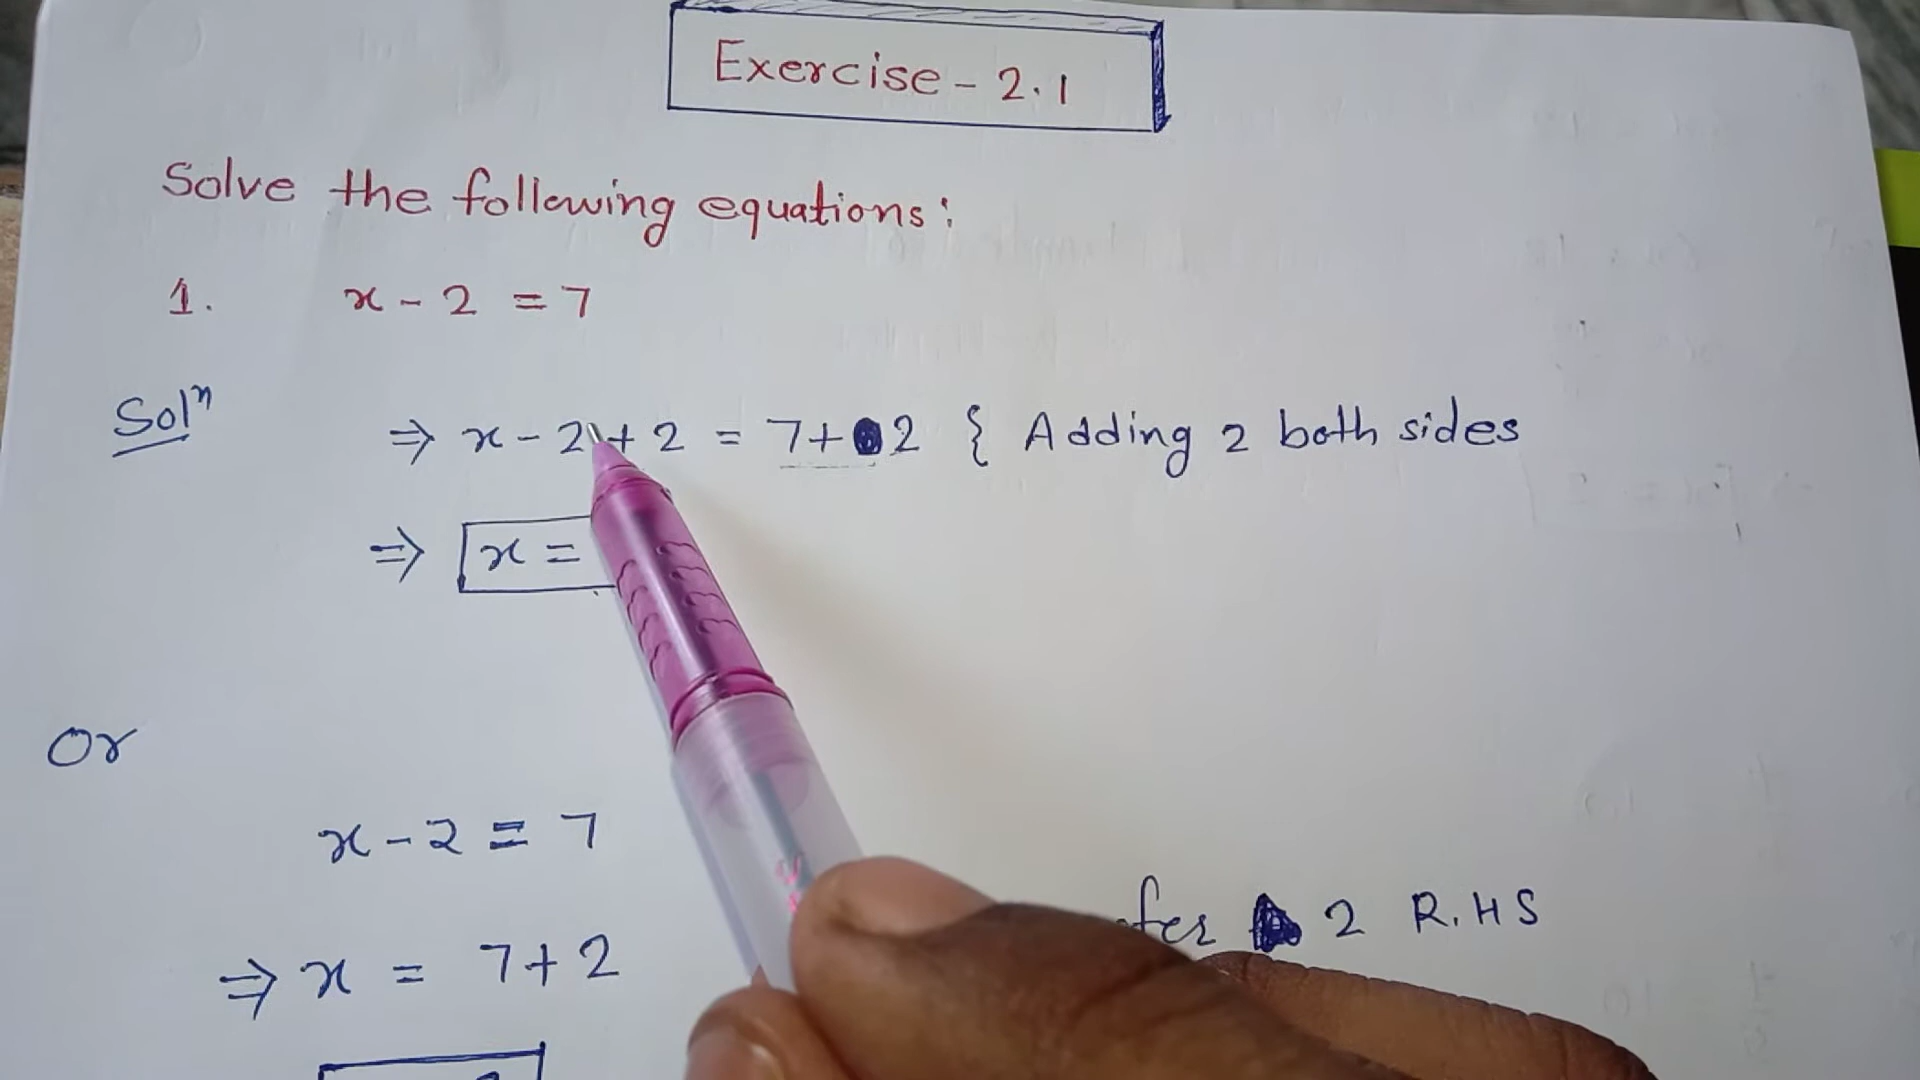 Exercise - 2.1
Solve the following equations:
1. x - 2 = 7
Solⁿ
⇒ x - 2 + 2 = 7 + 2 { Adding 2 both sides
⇒ x =
Or
x - 2 = 7
2 R.H S
⇒ x = 7 + 2